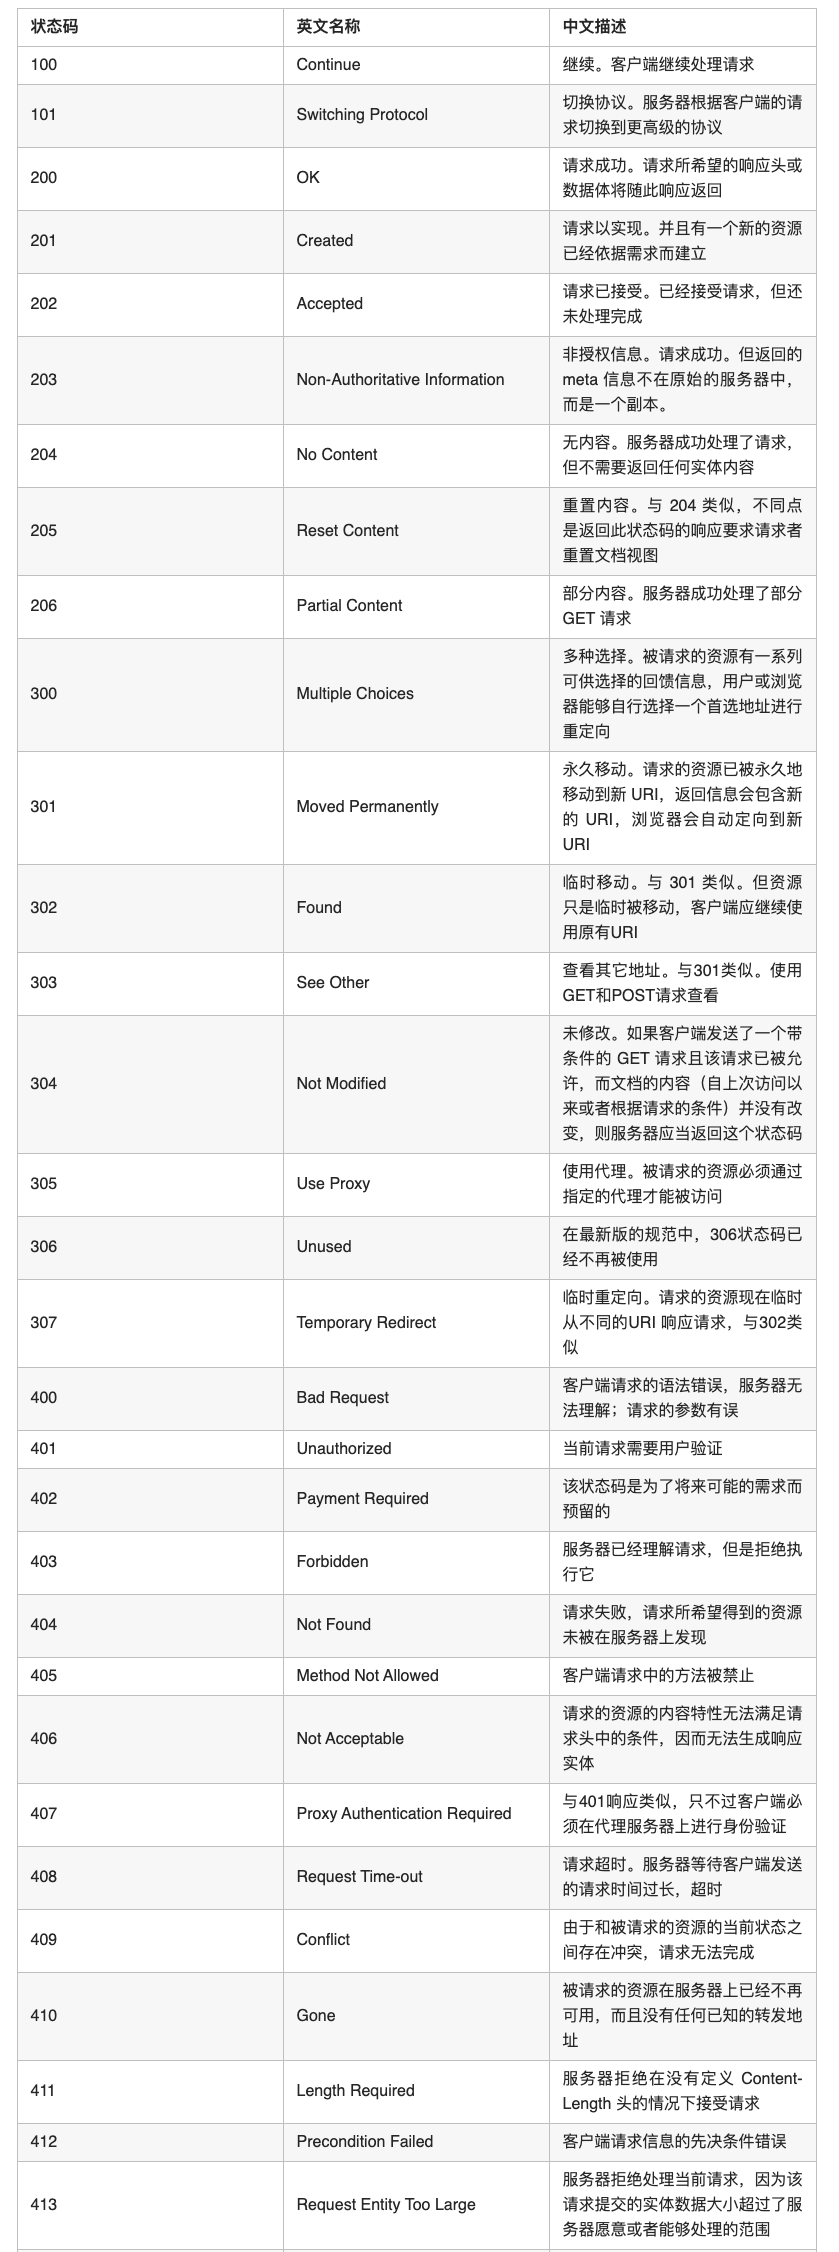 状态码 英文名称 中文描述
100 Continue 继续。客户端继续处理请求
101 Switching Protocol 切换协议。服务器根据客户端的请
求切换到更高级的协议
200 OK 请求成功。请求所希望的响应头或
数据体将随此响应返回
201 Created 请求以实现。并且有一个新的资源
已经依据需求而建立
202 Accepted 请求已接受。已经接受请求，但还
未处理完成
203 Non-Authoritative Information 非授权信息。请求成功。但返回的
meta 信息不在原始的服务器中，
而是一个副本。
204 No Content 无内容。服务器成功处理了请求，
但不需要返回任何实体内容
205 Reset Content 重置内容。与 204 类似，不同点
是返回此状态码的响应要求请求者
重置文档视图
206 Partial Content 部分内容。服务器成功处理了部分
GET 请求
300 Multiple Choices 多种选择。被请求的资源有一系列
可供选择的回馈信息，用户或浏览
器能够自行选择一个首选地址进行
重定向
301 Moved Permanently 永久移动。请求的资源已被永久地
移动到新 URI，返回信息会包含新
的 URI，浏览器会自动定向到新
URI
302 Found 临时移动。与 301 类似。但资源
只是临时被移动，客户端应继续使
用原有URI
303 See Other 查看其它地址。与301类似。使用
GET和POST请求查看
304 Not Modified 未修改。如果客户端发送了一个带
条件的 GET 请求且该请求已被允
许，而文档的内容（自上次访问以
来或者根据请求的条件）并没有改
变，则服务器应当返回这个状态码
305 Use Proxy 使用代理。被请求的资源必须通过
指定的代理才能被访问
306 Unused 在最新版的规范中，306状态码已
经不再被使用
307 Temporary Redirect 临时重定向。请求的资源现在临时
从不同的URI 响应请求，与302类
似
400 Bad Request 客户端请求的语法错误，服务器无
法理解；请求的参数有误
401 Unauthorized 当前请求需要用户验证
402 Payment Required 该状态码是为了将来可能的需求而
预留的
403 Forbidden 服务器已经理解请求，但是拒绝执
行它
404 Not Found 请求失败，请求所希望得到的资源
未被在服务器上发现
405 Method Not Allowed 客户端请求中的方法被禁止
406 Not Acceptable 请求的资源的内容特性无法满足请
求头中的条件，因而无法生成响应
实体
407 Proxy Authentication Required 与401响应类似，只不过客户端必
须在代理服务器上进行身份验证
408 Request Time-out 请求超时。服务器等待客户端发送
的请求时间过长，超时
409 Conflict 由于和被请求的资源的当前状态之
间存在冲突，请求无法完成
410 Gone 被请求的资源在服务器上已经不再
可用，而且没有任何已知的转发地
址
411 Length Required 服务器拒绝在没有定义 Content-
Length 头的情况下接受请求
412 Precondition Failed 客户端请求信息的先决条件错误
413 Request Entity Too Large 服务器拒绝处理当前请求，因为该
请求提交的实体数据大小超过了服
务器愿意或者能够处理的范围